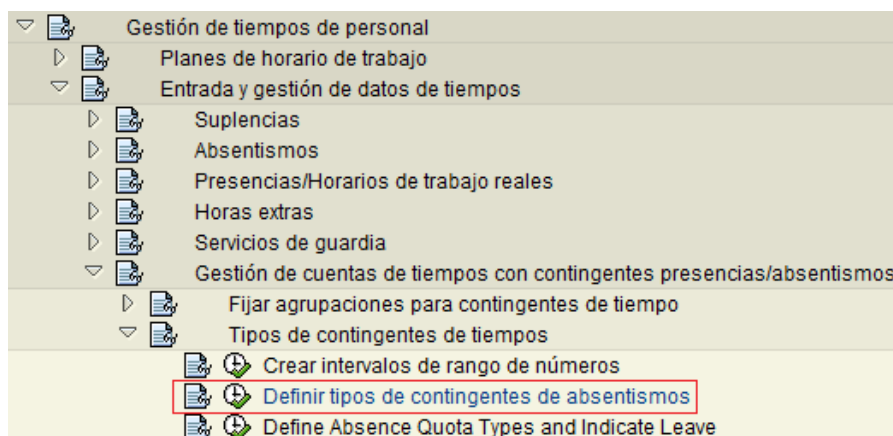 Gestión de tiempos de personal
Planes de horario de trabajo
Entrada y gestión de datos de tiempos
Suplencias
Absentismos
Presencias/Horarios de trabajo reales
Horas extras
Servicios de guardia
Gestión de cuentas de tiempos con contingentes presencias/absentismos
Fijar agrupaciones para contingentes de tiempo
Tipos de contingentes de tiempos
Crear intervalos de rango de números
Definir tipos de contingentes de absentismos
Define Absence Quota Types and Indicate Leave